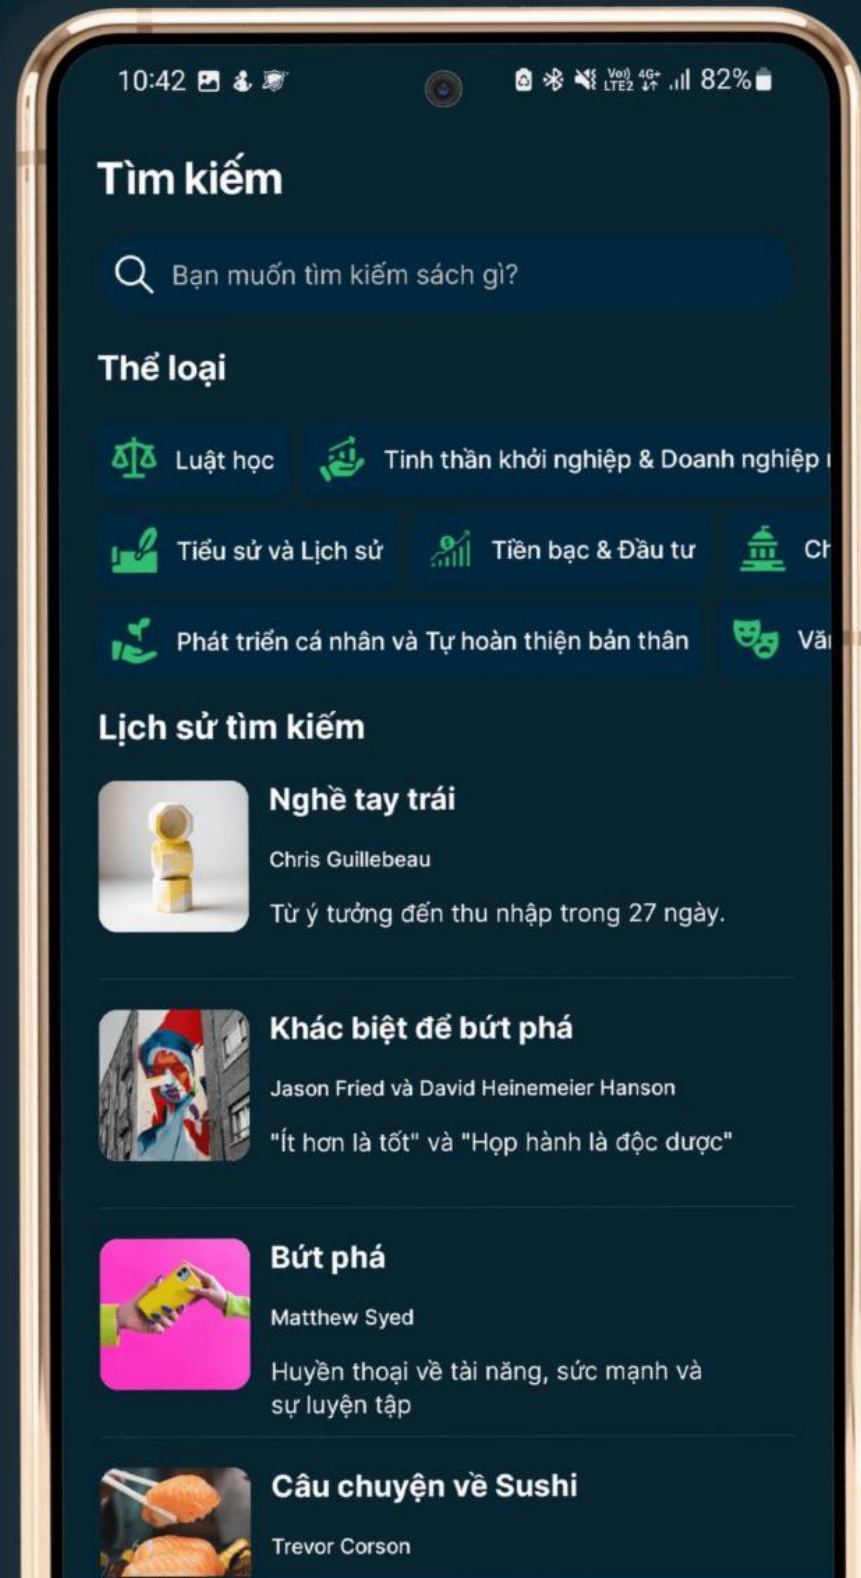 10:42
Vo)) LTE2 4G+ 82%
Tìm kiếm
Bạn muốn tìm kiếm sách gì?
Thể loại
Luật học
Tinh thần khởi nghiệp & Doanh nghiệp
Tiểu sử và Lịch sử
Tiền bạc & Đầu tư
Phát triển cá nhân và Tự hoàn thiện bản thân
Lịch sử tìm kiếm
Nghề tay trái
Chris Guillebeau
Từ ý tưởng đến thu nhập trong 27 ngày.
Khác biệt để bứt phá
Jason Fried và David Heinemeier Hanson
"Ít hơn là tốt" và "Họp hành là độc dược"
Bứt phá
Matthew Syed
Huyền thoại về tài năng, sức mạnh và
sự luyện tập
Câu chuyện về Sushi
Trevor Corson